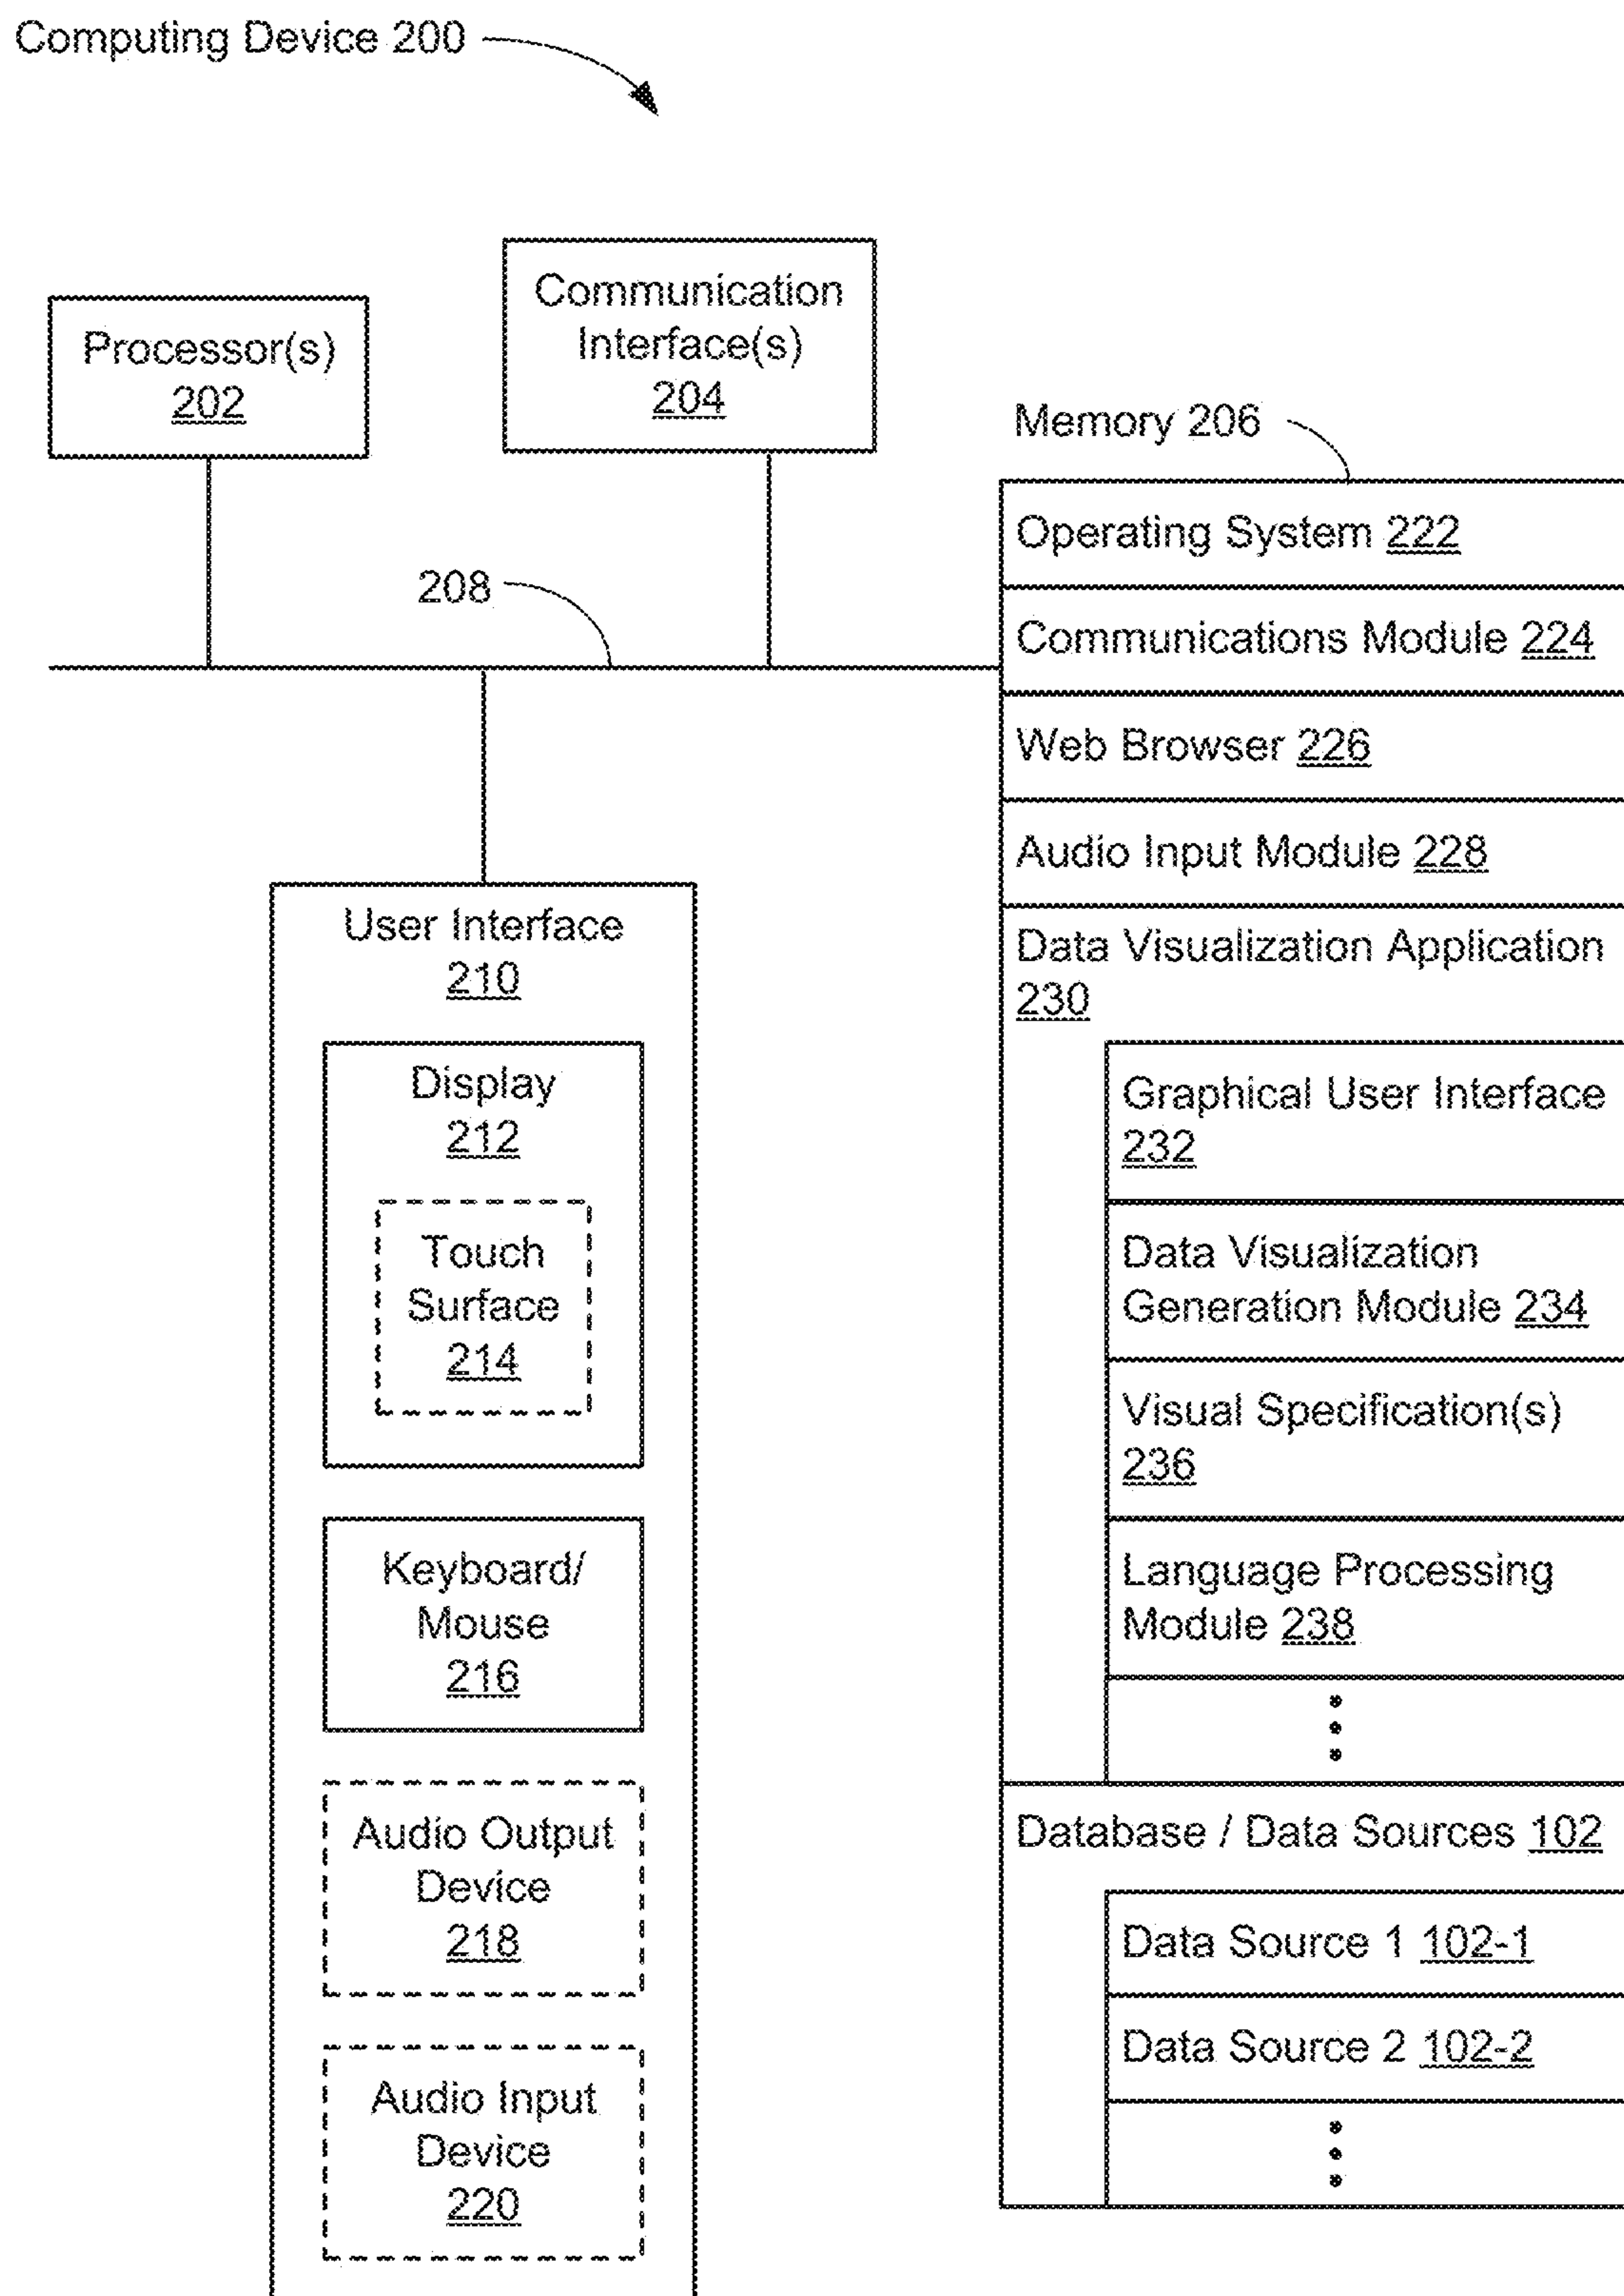 Computing Device 200
Processor(s)
202
Communication
Interface(s)
204
208
User Interface
210
Display
212
Touch
Surface
214
Keyboard/
Mouse
216
Audio Output
Device
218
Audio Input
Device
220
Memory 206
Operating System 222
Communications Module 224
Web Browser 226
Audio Input Module 228
Data Visualization Application
230
Graphical User Interface
232
Data Visualization
Generation Module 234
Visual Specification(s)
236
Language Processing
Module 238
Database / Data Sources 102
Data Source 1 102-1
Data Source 2 102-2